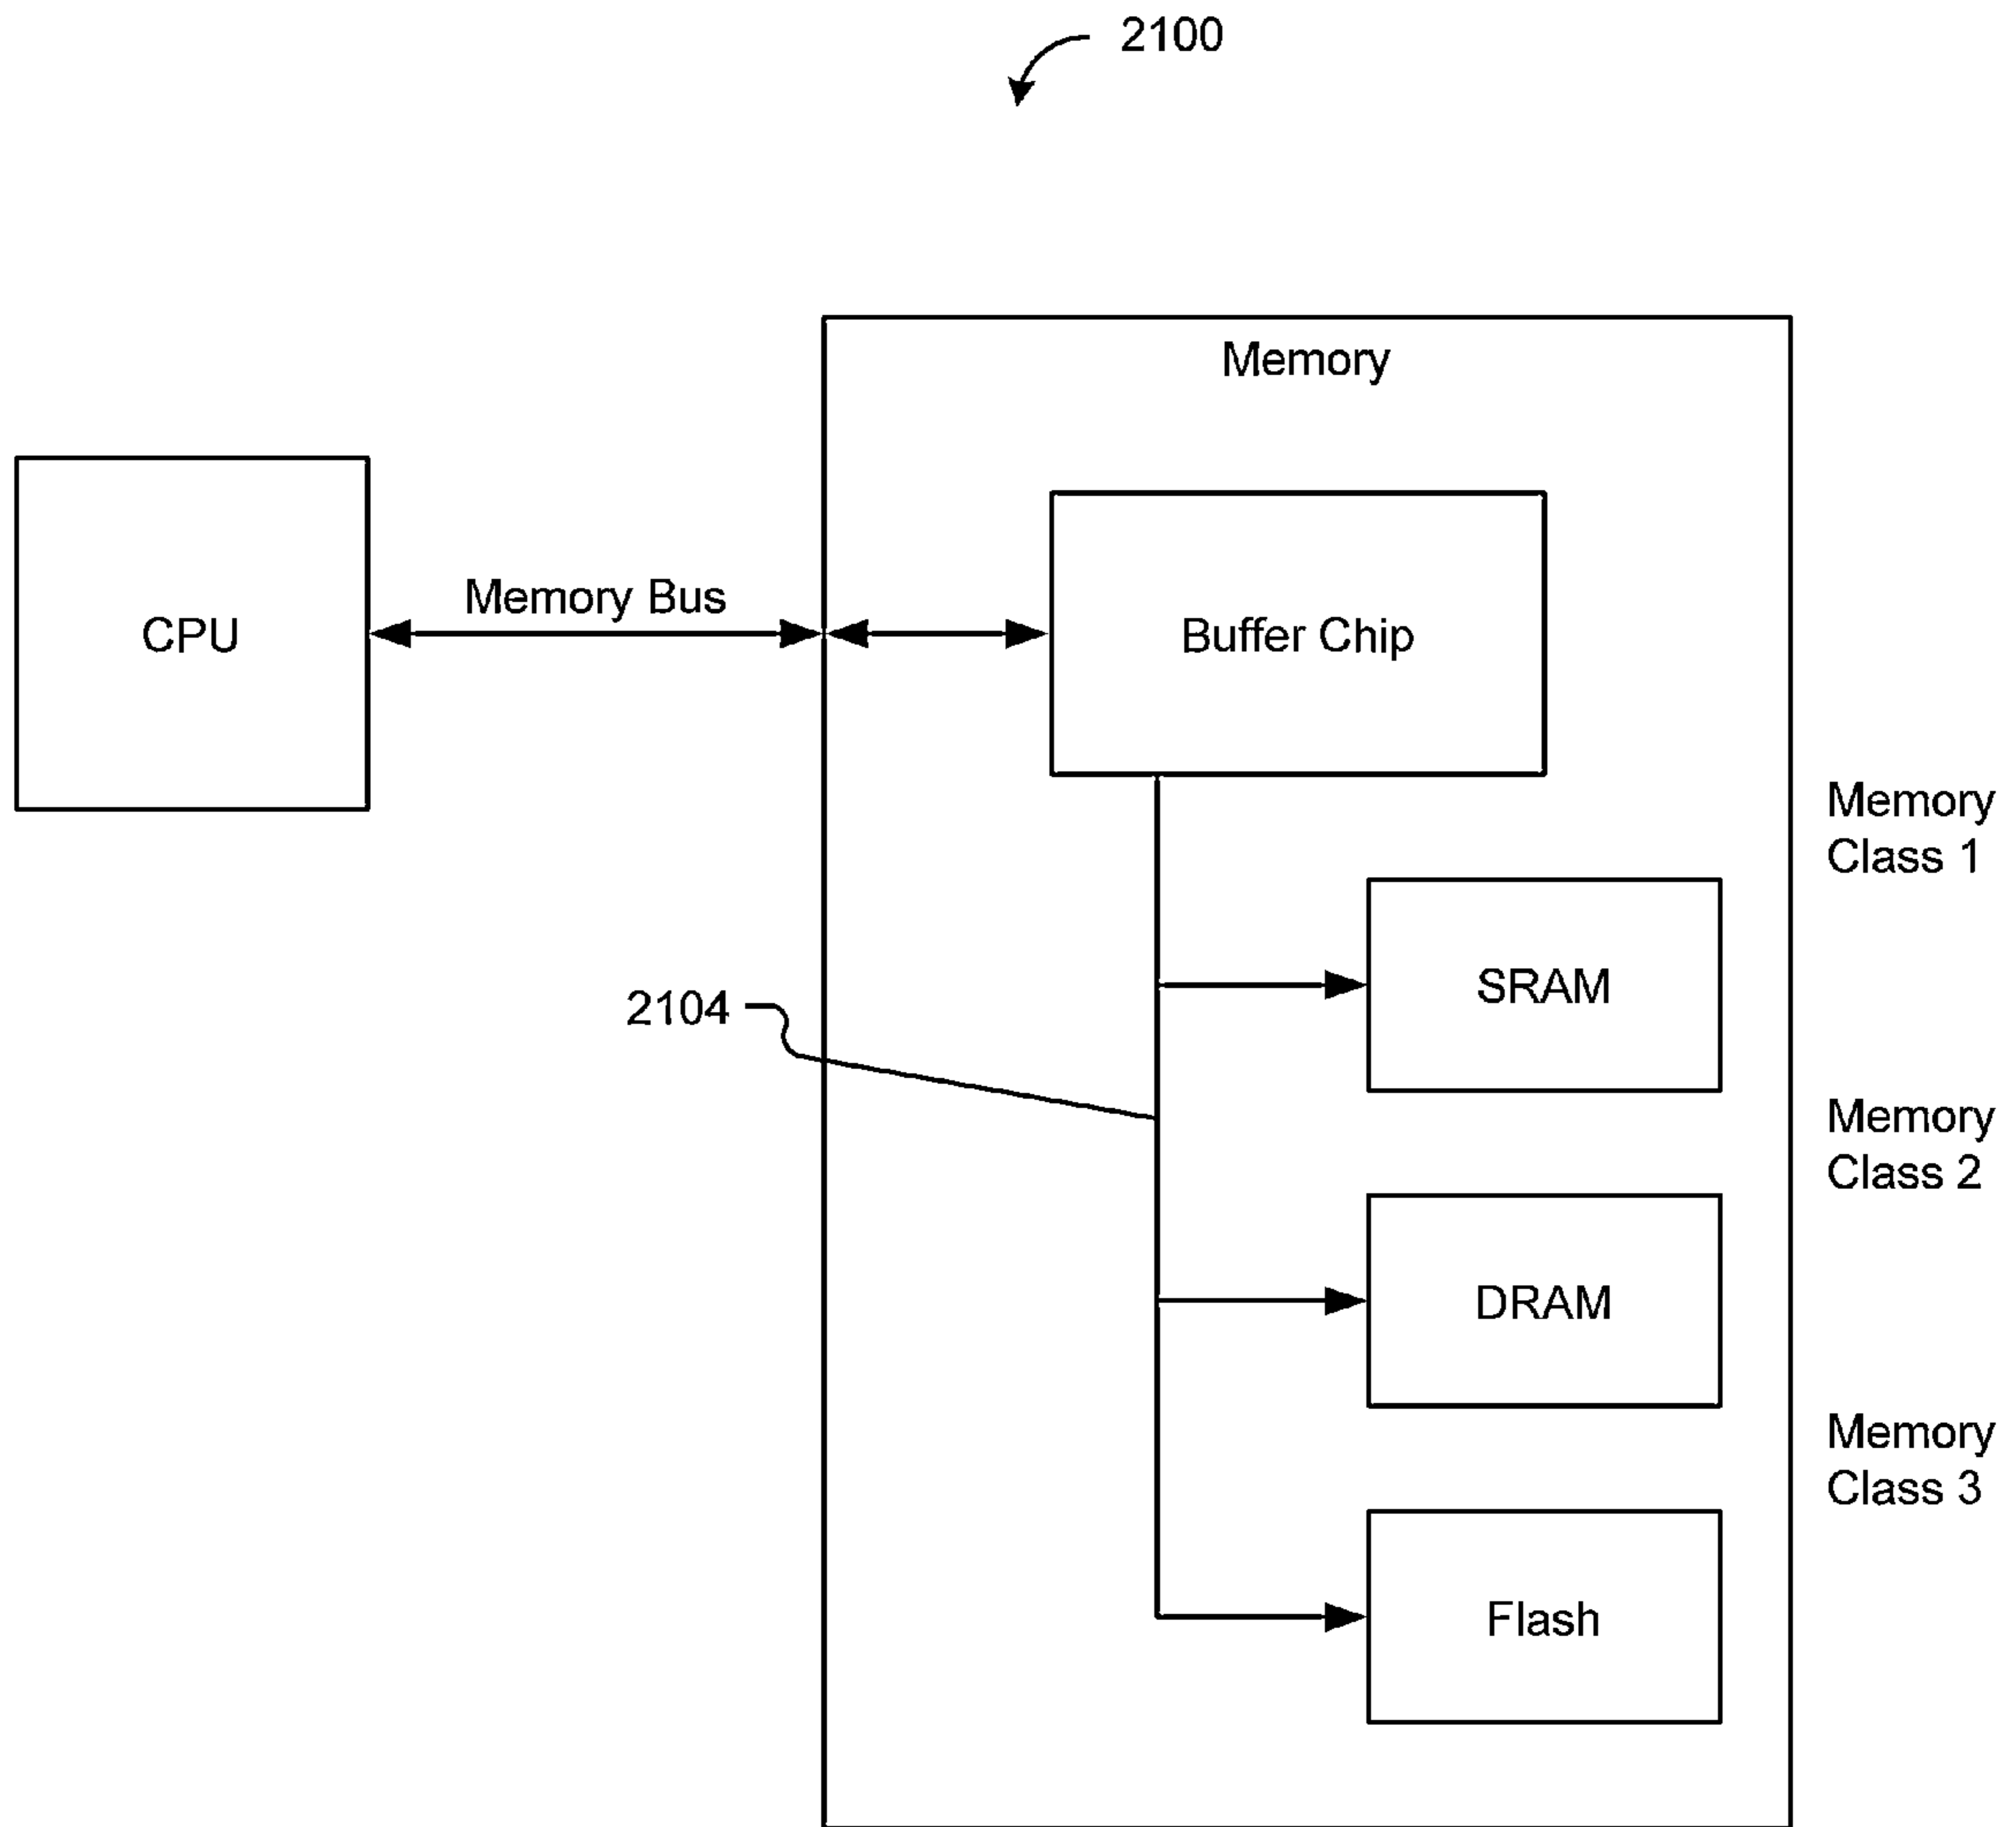 2100
Memory
CPU
Memory Bus
Buffer Chip
Memory
Class 1
SRAM
2104
Memory
Class 2
DRAM
Memory
Class 3
Flash